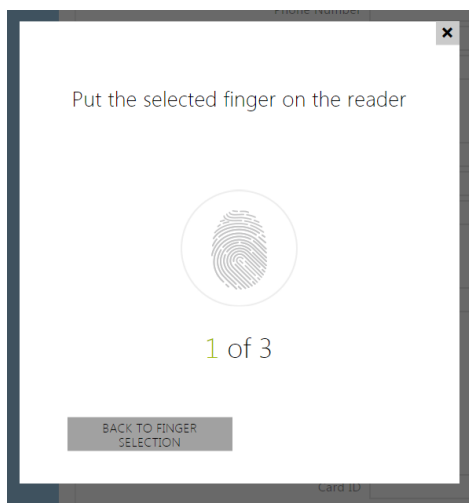 Phone Number
Put the selected finger on the reader
1 of 3
BACK TO FINGER
SELECTION
Card ID